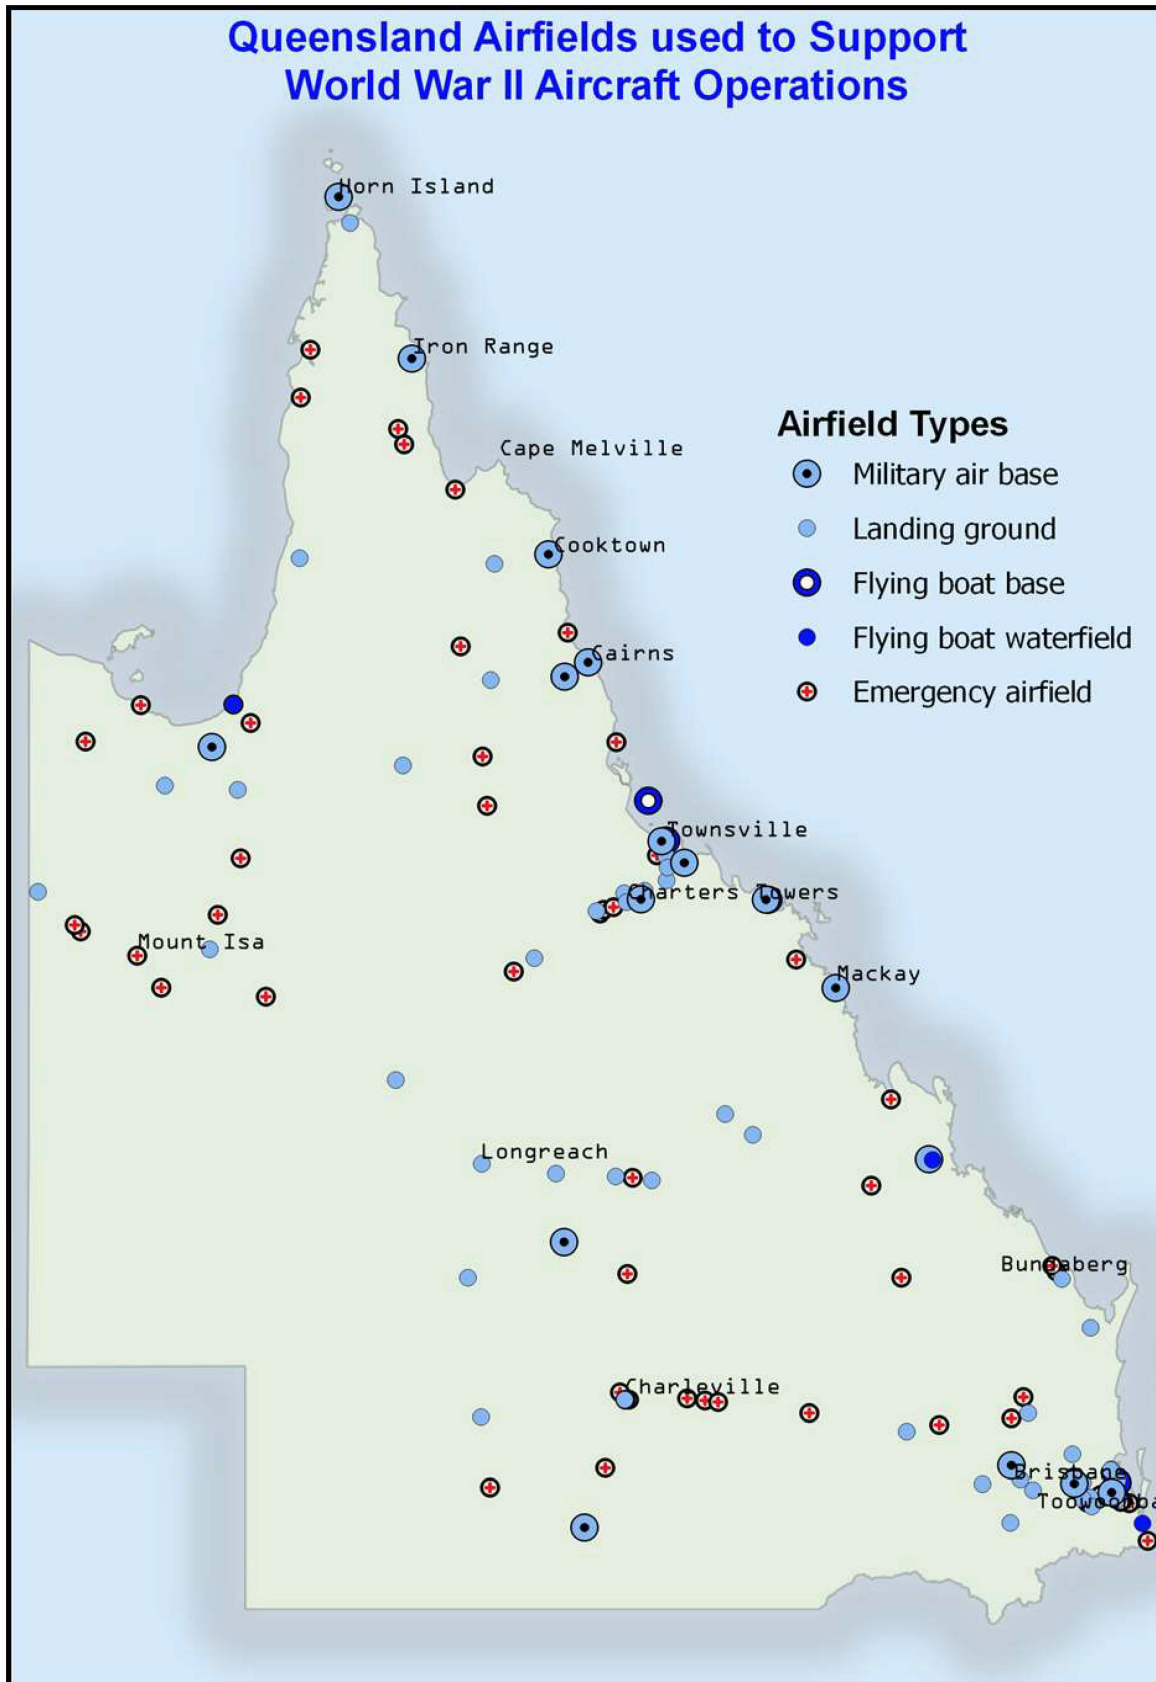 Queensland Airfields used to Support
World War II Aircraft Operations
Horn Island
Iron Range
Cape Melville
Airfield Types
Military air base
Landing ground
Flying boat base
Flying boat waterfield
Emergency airfield
Cooktown
Cairns
Townsville
Charters Towers
Mount Isa
Mackay
Longreach
Bundaberg
Charleville
Brisbane
Toowoomba